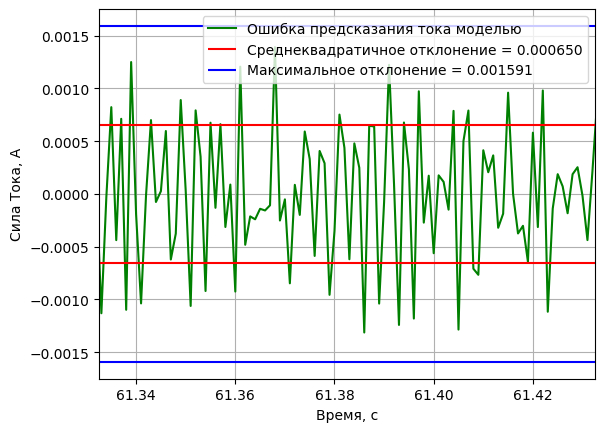 Ошибка предсказания тока моделью
Среднеквадратичное отклонение = 0.000650
Максимальное отклонение = 0.001591
Сила Тока, А
0.0015
0.0010
0.0005
0.0000
−0.0005
−0.0010
−0.0015
61.34 61.36 61.38 61.40 61.42
Время, с